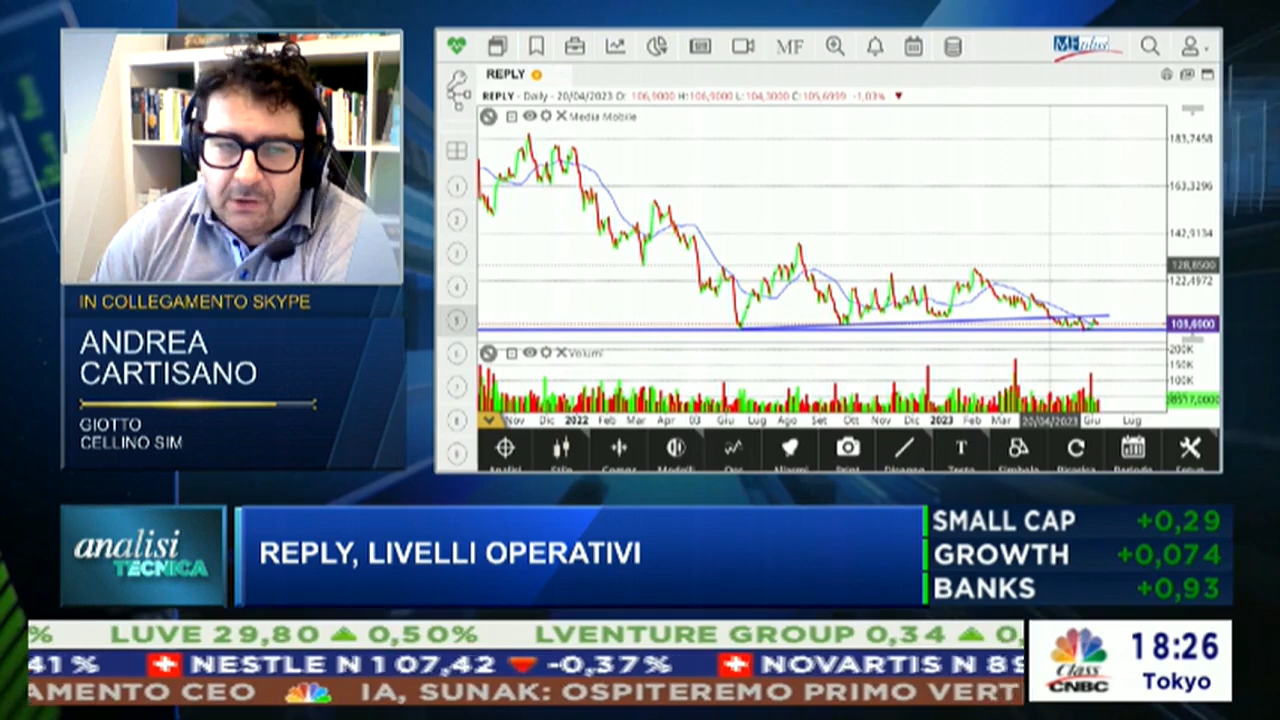 MF
MFplus
REPLY
REPLY - Daily - 20/04/2023 O: 106,9000 H: 106,9000 L: 104,3000 C: 105,6999 -1,03% ▼
Media Mobile
183,7458
163,3296
142,9134
128,8500
122,4972
Volumi
200K
150K
100K
Nov Dic 2022 Feb Mar Apr 03 Giu Lug Ago Set Ott Nov Dic 2023 Feb Mar 20/04/2023 Giu Lug
IN COLLEGAMENTO SKYPE
ANDREA
CARTISANO
GIOTTO
CELLINO SIM
analisi
TECNICA
REPLY, LIVELLI OPERATIVI
SMALL CAP +0,29
GROWTH +0,074
BANKS +0,93
% LUVE 29,80 ▲ 0,50% LVENTURE GROUP 0,34 ▲ 0,
41% NESTLE N 107,42 ▼ -0,37% NOVARTIS N 89
AMENTO CEO IA, SUNAK: OSPITEREMO PRIMO VERT
Class
CNBC
18:26
Tokyo